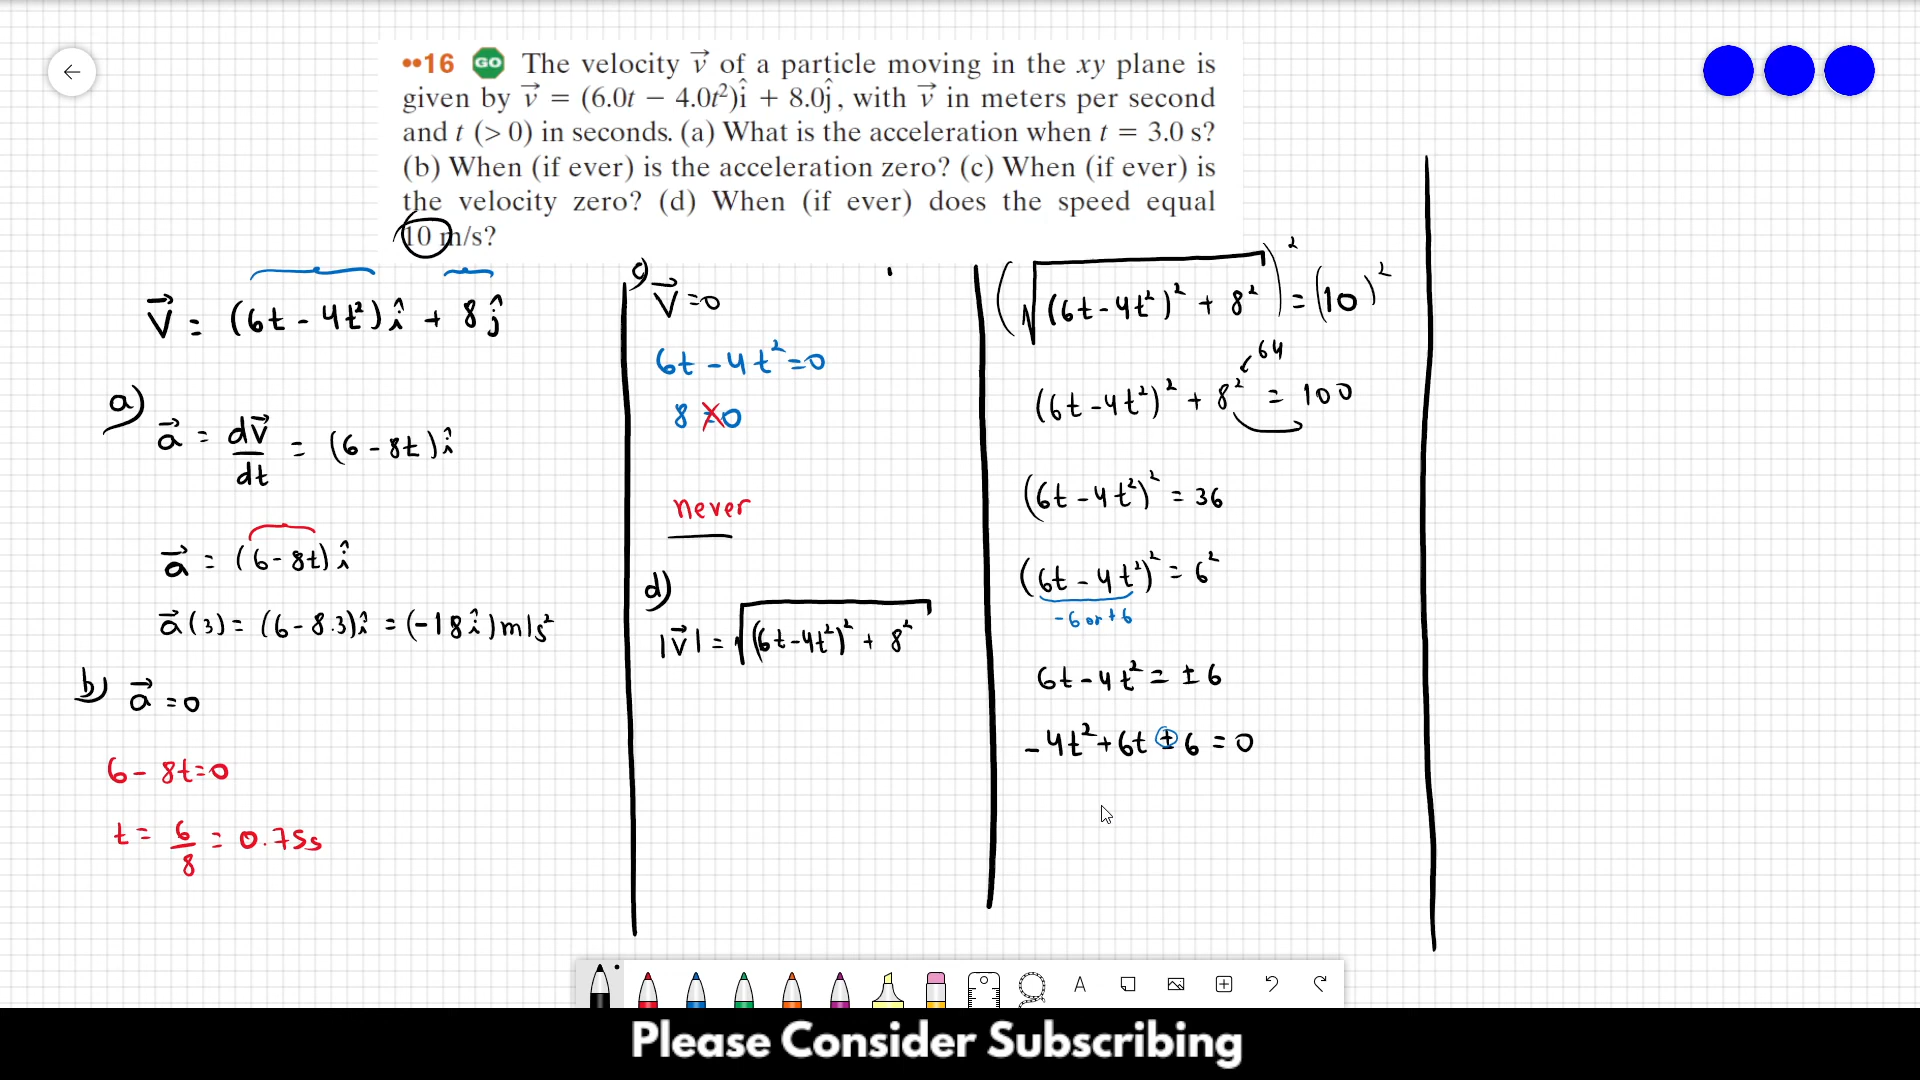 ••16 GO The velocity v⃗ of a particle moving in the xy plane is
given by v⃗ = (6.0t − 4.0t²)î + 8.0ĵ, with v⃗ in meters per second
and t (> 0) in seconds. (a) What is the acceleration when t = 3.0 s?
(b) When (if ever) is the acceleration zero? (c) When (if ever) is
the velocity zero? (d) When (if ever) does the speed equal
10 m/s?
V⃗ = (6t - 4t²)î + 8ĵ
a)
a⃗ = dV⃗/dt = (6 - 8t)î
a⃗ = (6 - 8t)î
a⃗(3) = (6 - 8.3)î = (-18î) m/s²
b) a⃗ = 0
6 - 8t = 0
t = 6/8 = 0.75s
c)
V⃗ = 0
6t - 4t² = 0
8 = 0
never
d)
|V⃗| = √((6t - 4t²)² + 8²)
(√((6t - 4t²)² + 8²))² = (10)²
64
(6t - 4t²)² + 8² = 100
(6t - 4t²)² = 36
(6t - 4t²)² = 6²
-6 or +6
6t - 4t² = ±6
-4t² + 6t ± 6 = 0
A
Please Consider Subscribing